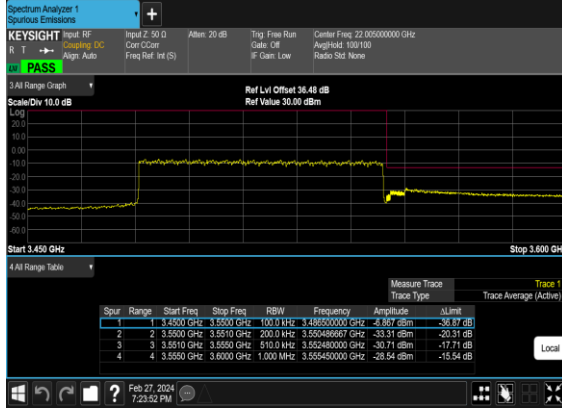 Spectrum Analyzer 1
Spurious Emissions
+
KEYSIGHT Input: RF Input Z: 50 Ω Atten: 20 dB Trig: Free Run Center Freq: 22.005000000 GHz
R T Coupling: DC Corr CCorr Gate: Off Avg|Hold: 100/100
Align: Auto Freq Ref: Int (S) IF Gain: Low Radio Std: None
PASS
3 All Range Graph
Ref Lvl Offset 36.48 dB
Scale/Div 10.0 dB Ref Value 30.00 dBm
Log
20.0
10.0
0.00
-10.0
-20.0
-30.0
-40.0
-50.0
-60.0
Start 3.450 GHz Stop 3.600 GH
4 All Range Table
Measure Trace Trace 1
Trace Type Trace Average (Active)
Spur Range Start Freq Stop Freq RBW Frequency Amplitude ΔLimit
1 1 3.4500 GHz 3.5500 GHz 100.0 kHz 3.486500000 GHz -6.867 dBm -36.87 dB
2 2 3.5500 GHz 3.5510 GHz 200.0 kHz 3.550486667 GHz -33.31 dBm -20.31 dB
3 3 3.5510 GHz 3.5550 GHz 510.0 kHz 3.552480000 GHz -30.71 dBm -17.71 dB
4 4 3.5550 GHz 3.6000 GHz 1.000 MHz 3.555450000 GHz -28.54 dBm -15.54 dB
Local
? Feb 27, 2024
7:23:52 PM